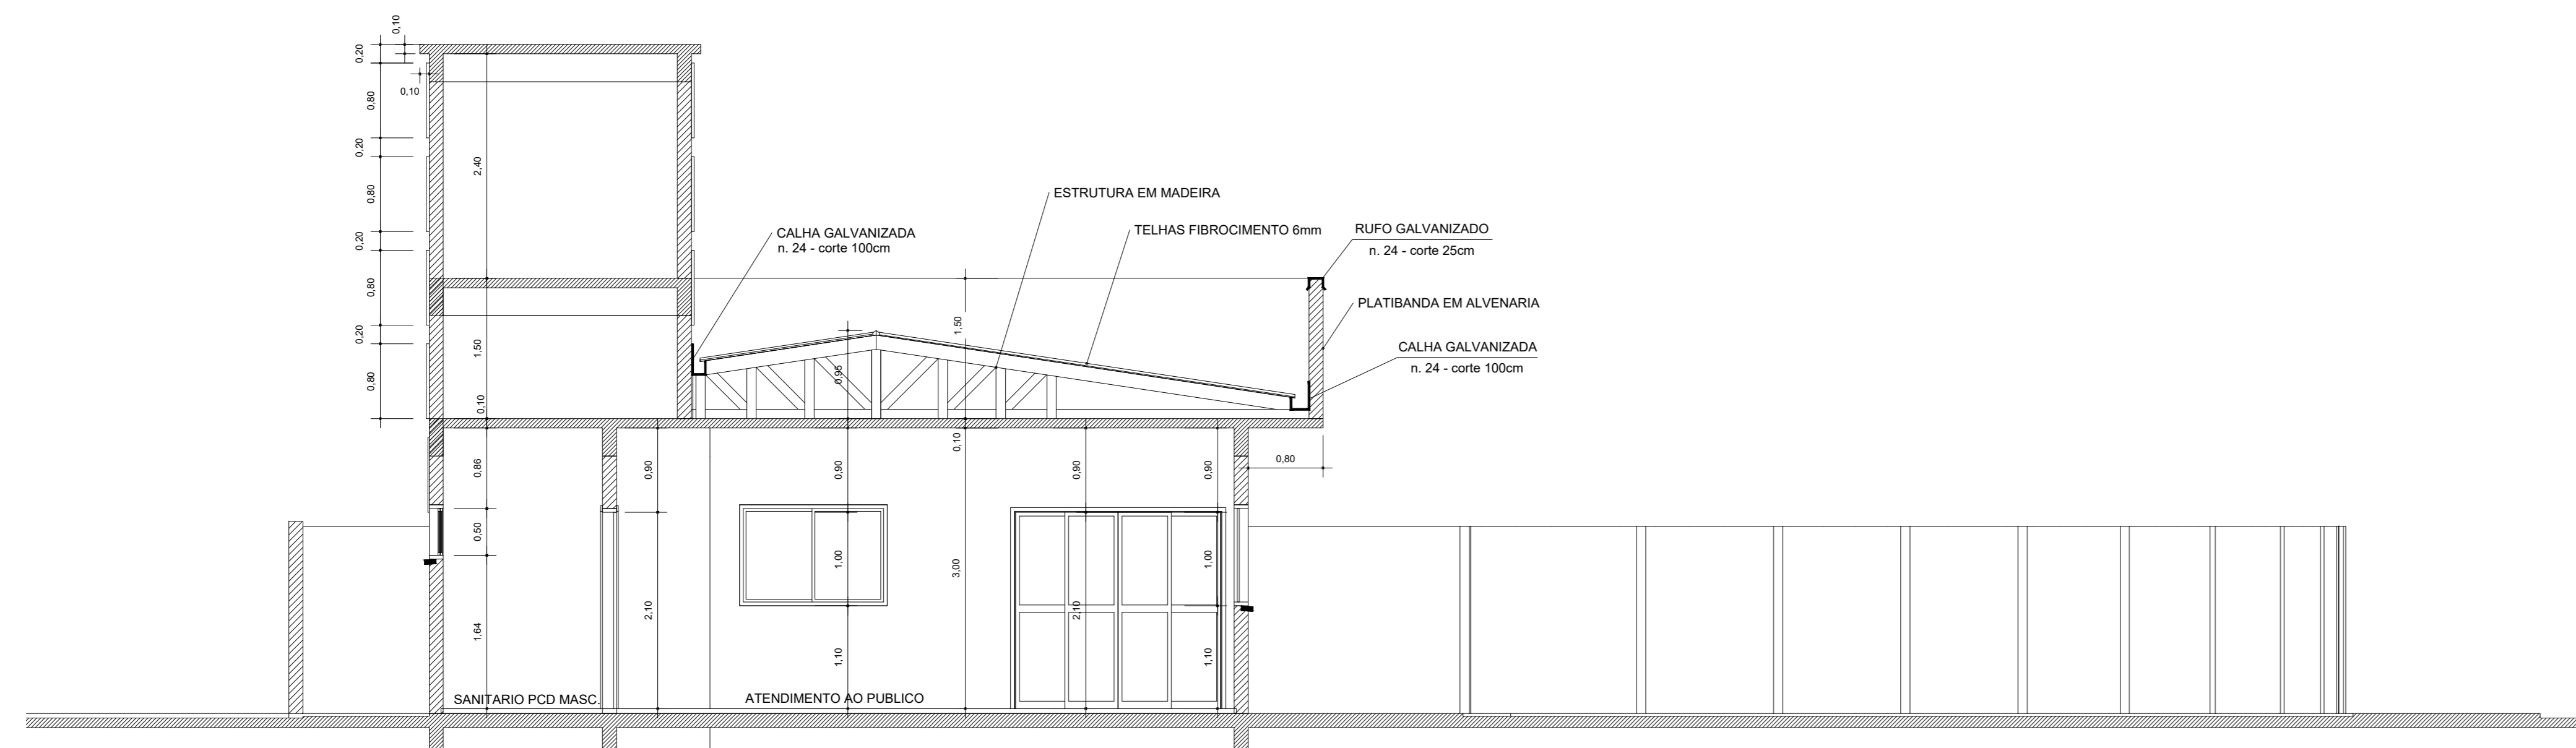 0,10
0,20
0,10
0,80
0,20
0,80
0,20
0,80
0,20
0,80
2,40
1,50
0,10
ESTRUTURA EM MADEIRA
CALHA GALVANIZADA
n. 24 - corte 100cm
TELHAS FIBROCIMENTO 6mm
RUFO GALVANIZADO
n. 24 - corte 25cm
PLATIBANDA EM ALVENARIA
CALHA GALVANIZADA
n. 24 - corte 100cm
1,50
0,95
0,10
0,86
0,90
0,90
0,90
0,90
0,80
0,50
1,00
3,00
1,00
1,64
2,10
2,10
1,10
1,10
SANITARIO PCD MASC.
ATENDIMENTO AO PUBLICO